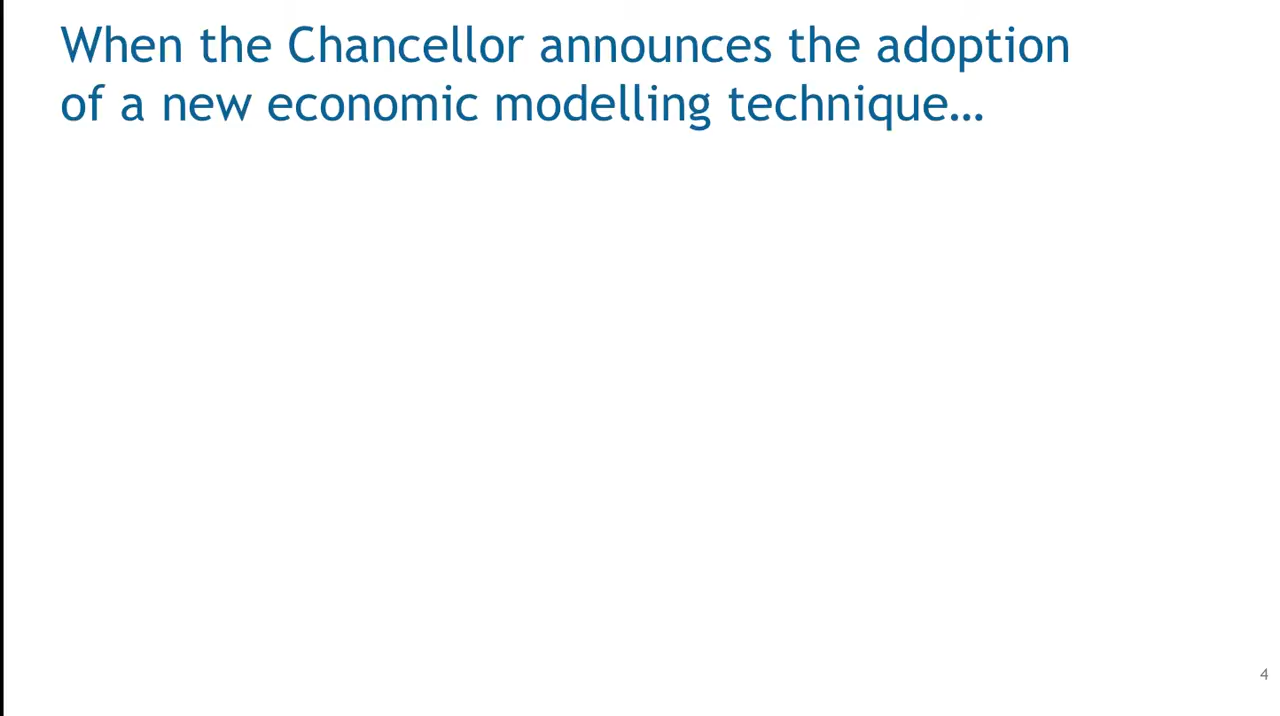 When the Chancellor announces the adoption
of a new economic modelling technique…
4